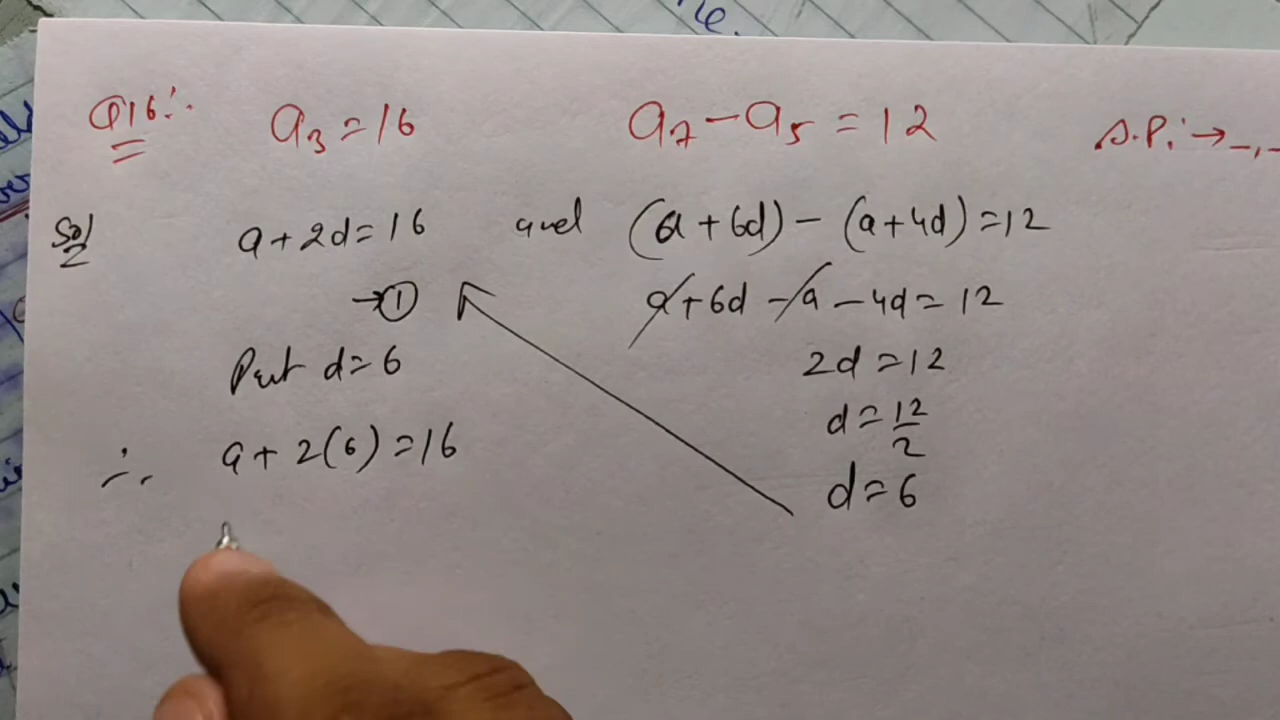 Q16:. a₃ = 16 a₇ - a₅ = 12 A.P. → _,_
Sol a + 2d = 16 and (a + 6d) - (a + 4d) = 12
→ ① a + 6d - a - 4d = 12
Put d = 6 2d = 12
d = 12/2
∴ a + 2(6) = 16
d = 6